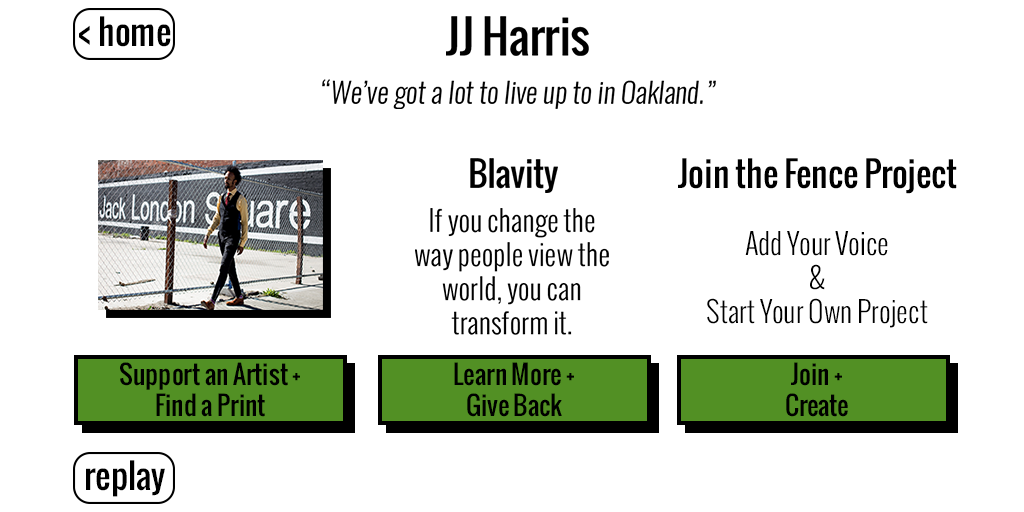 < home
JJ Harris
“We’ve got a lot to live up to in Oakland.”
Jack London Square
Blavity
If you change the
way people view the
world, you can
transform it.
Join the Fence Project
Add Your Voice
&
Start Your Own Project
Support an Artist +
Find a Print
Learn More +
Give Back
Join +
Create
replay